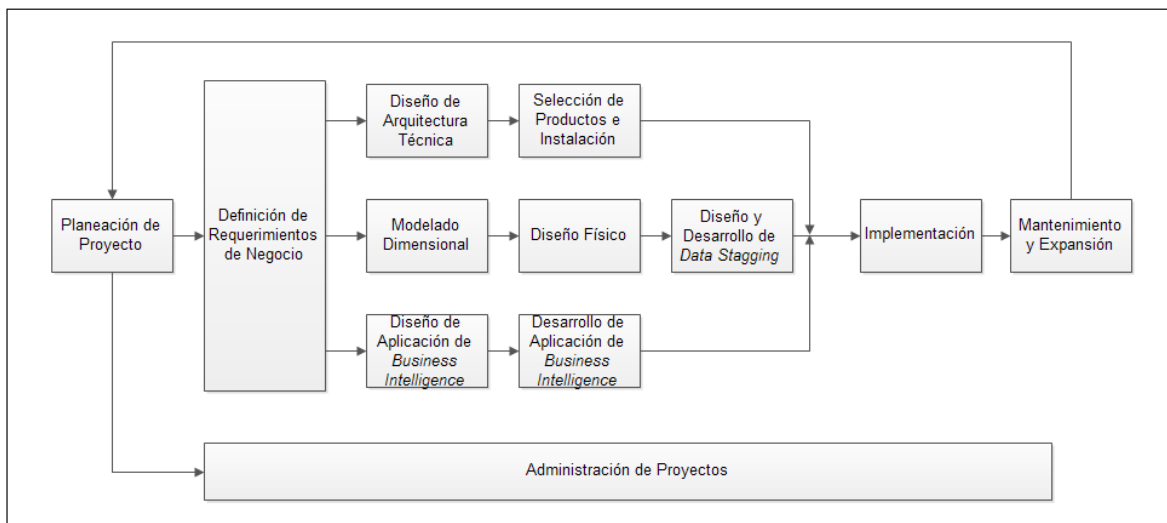 Planeación de
Proyecto
Definición de
Requerimientos
de Negocio
Diseño de
Arquitectura
Técnica
Selección de
Productos e
Instalación
Modelado
Dimensional
Diseño Físico
Diseño y
Desarrollo de
Data Stagging
Diseño de
Aplicación de
Business
Intelligence
Desarrollo de
Aplicación de
Business
Intelligence
Implementación
Mantenimiento
y Expansión
Administración de Proyectos